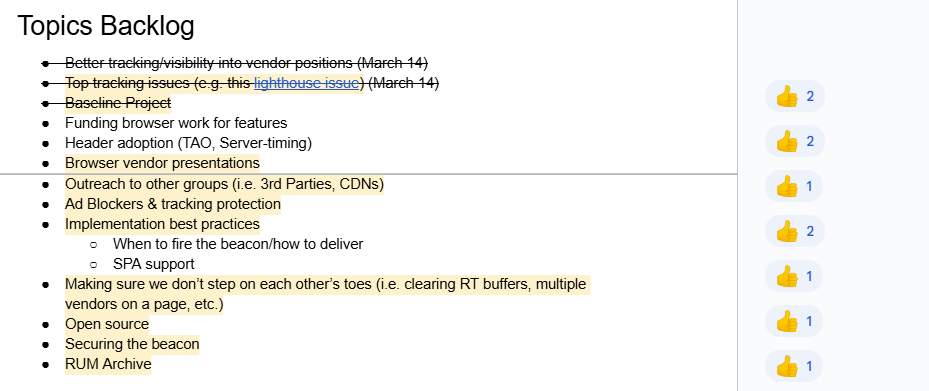 Topics Backlog
Better tracking/visibility into vendor positions (March 14)
Top tracking issues (e.g. this lighthouse issue) (March 14)
Baseline Project
Funding browser work for features
Header adoption (TAO, Server-timing)
Browser vendor presentations
Outreach to other groups (i.e. 3rd Parties, CDNs)
Ad Blockers & tracking protection
Implementation best practices
When to fire the beacon/how to deliver
SPA support
Making sure we don’t step on each other’s toes (i.e. clearing RT buffers, multiple
vendors on a page, etc.)
Open source
Securing the beacon
RUM Archive
2
2
1
2
1
1
1